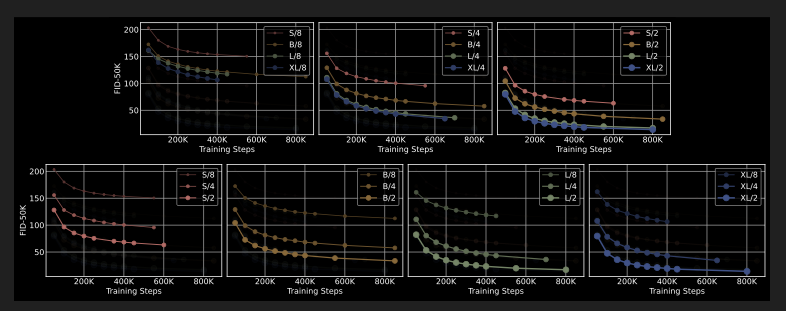 200
150
100
50
FID-50K
S/8
B/8
L/8
XL/8
S/4
B/4
L/4
XL/4
S/2
B/2
L/2
XL/2
200K 400K 600K 800K
200K 400K 600K 800K
200K 400K 600K 800K
Training Steps
Training Steps
Training Steps
200
150
100
50
FID-50K
S/8
S/4
S/2
B/8
B/4
B/2
L/8
L/4
L/2
XL/8
XL/4
XL/2
200K 400K 600K 800K
200K 400K 600K 800K
200K 400K 600K 800K
200K 400K 600K 800K
Training Steps
Training Steps
Training Steps
Training Steps